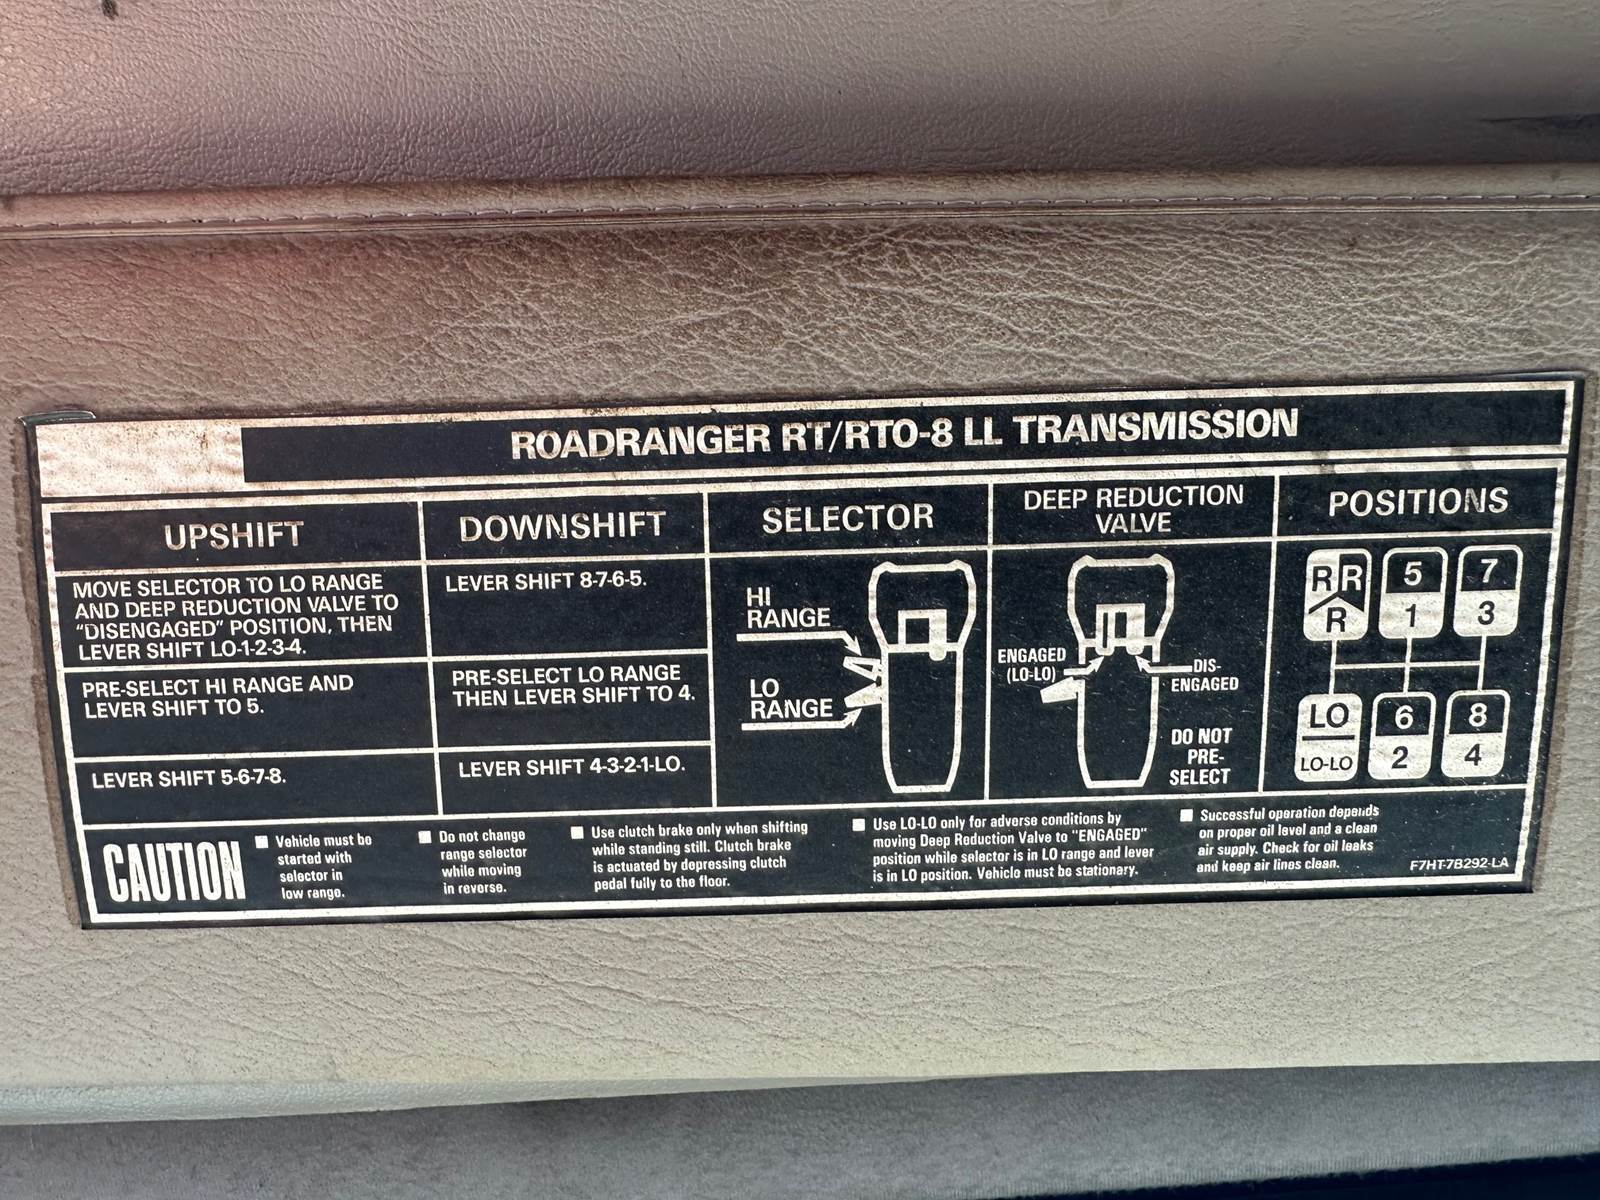 ROADRANGER RT/RTO-8 LL TRANSMISSION
UPSHIFT
MOVE SELECTOR TO LO RANGE
AND DEEP REDUCTION VALVE TO
"DISENGAGED" POSITION, THEN
LEVER SHIFT LO-1-2-3-4.
PRE-SELECT HI RANGE AND
LEVER SHIFT TO 5.
LEVER SHIFT 5-6-7-8.
DOWNSHIFT
LEVER SHIFT 8-7-6-5.
PRE-SELECT LO RANGE
THEN LEVER SHIFT TO 4.
LEVER SHIFT 4-3-2-1-LO.
SELECTOR
HI
RANGE
LO
RANGE
DEEP REDUCTION
VALVE
ENGAGED
(LO-LO)
DIS-
ENGAGED
DO NOT
PRE-
SELECT
POSITIONS
R R 5 7
R 1 3
LO 6 8
LO-LO 2 4
CAUTION
Vehicle must be
started with
selector in
low range.
Do not change
range selector
while moving
in reverse.
Use clutch brake only when shifting
while standing still. Clutch brake
is actuated by depressing clutch
pedal fully to the floor.
Use LO-LO only for adverse conditions by
moving Deep Reduction Valve to "ENGAGED"
position while selector is in LO range and lever
is in LO position. Vehicle must be stationary.
Successful operation depends
on proper oil level and a clean
air supply. Check for oil leaks
and keep air lines clean.
F7HT-7B292-LA